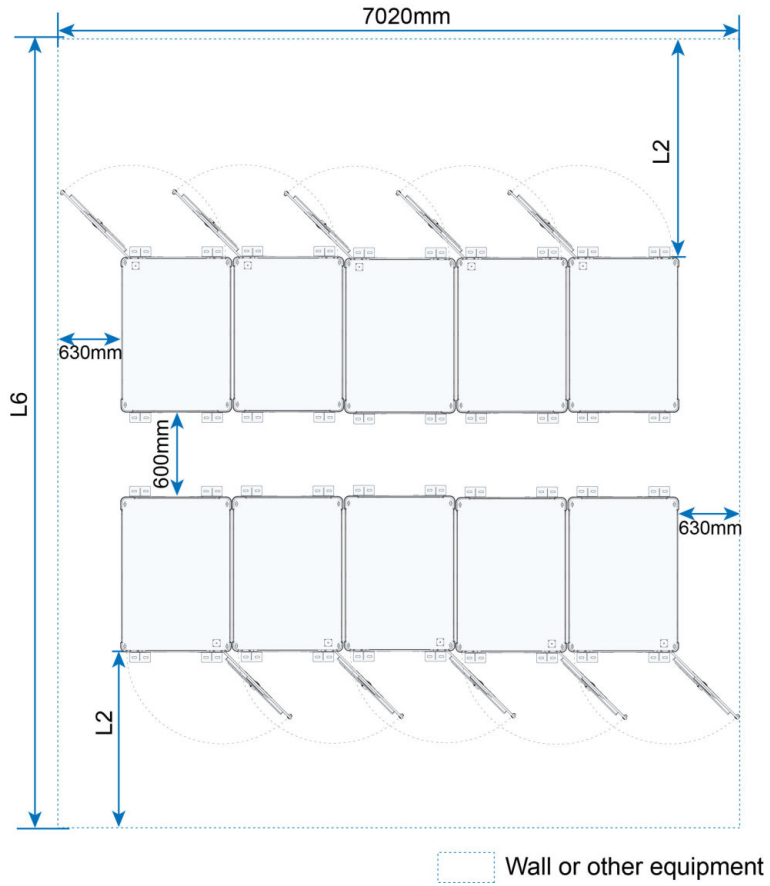 7020mm
L2
630mm
L6
600mm
630mm
L2
Wall or other equipment